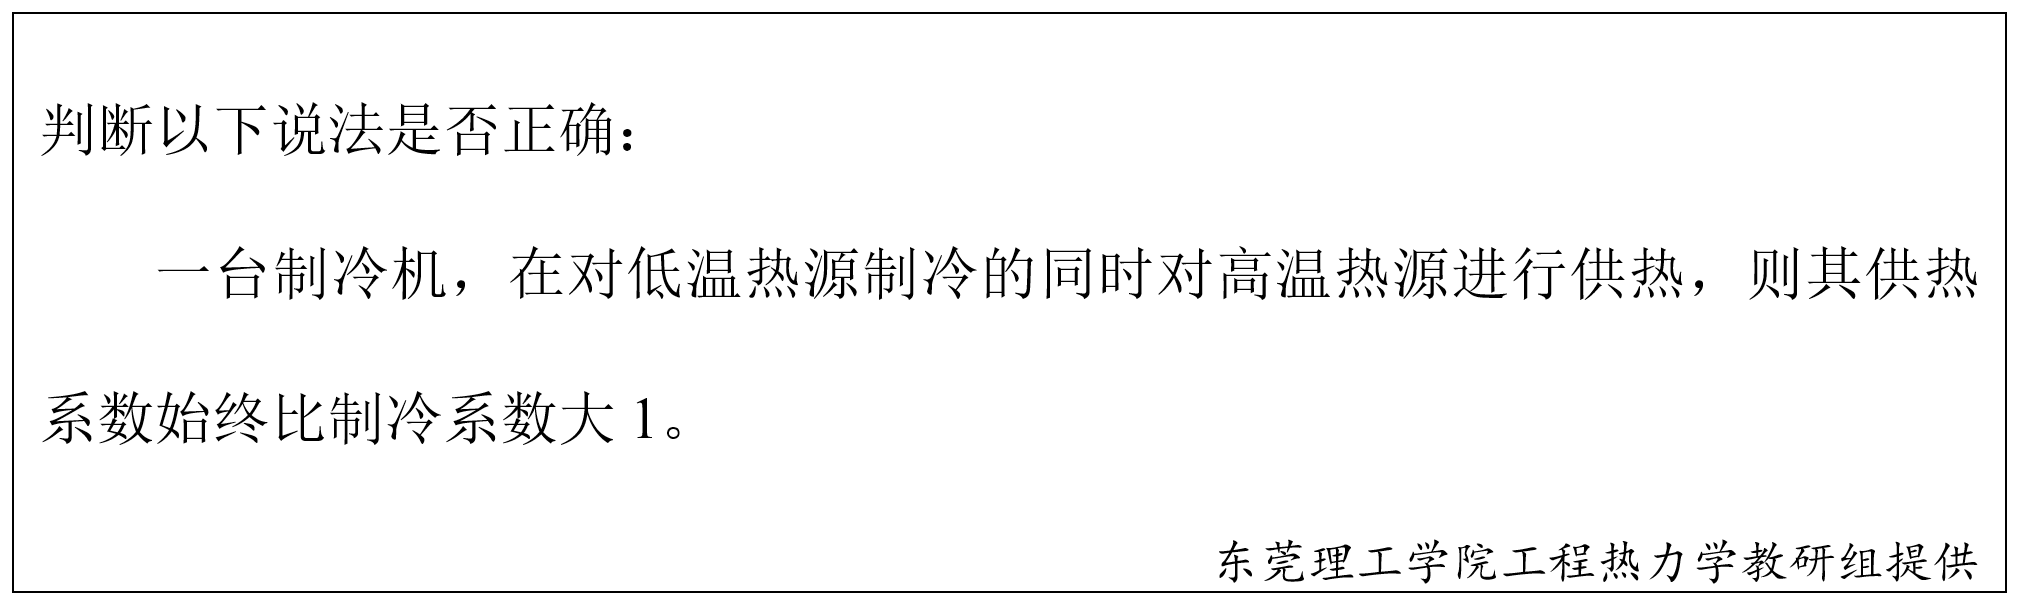 判断以下说法是否正确：
一台制冷机，在对低温热源制冷的同时对高温热源进行供热，则其供热
系数始终比制冷系数大 1。
东莞理工学院工程热力学教研组提供